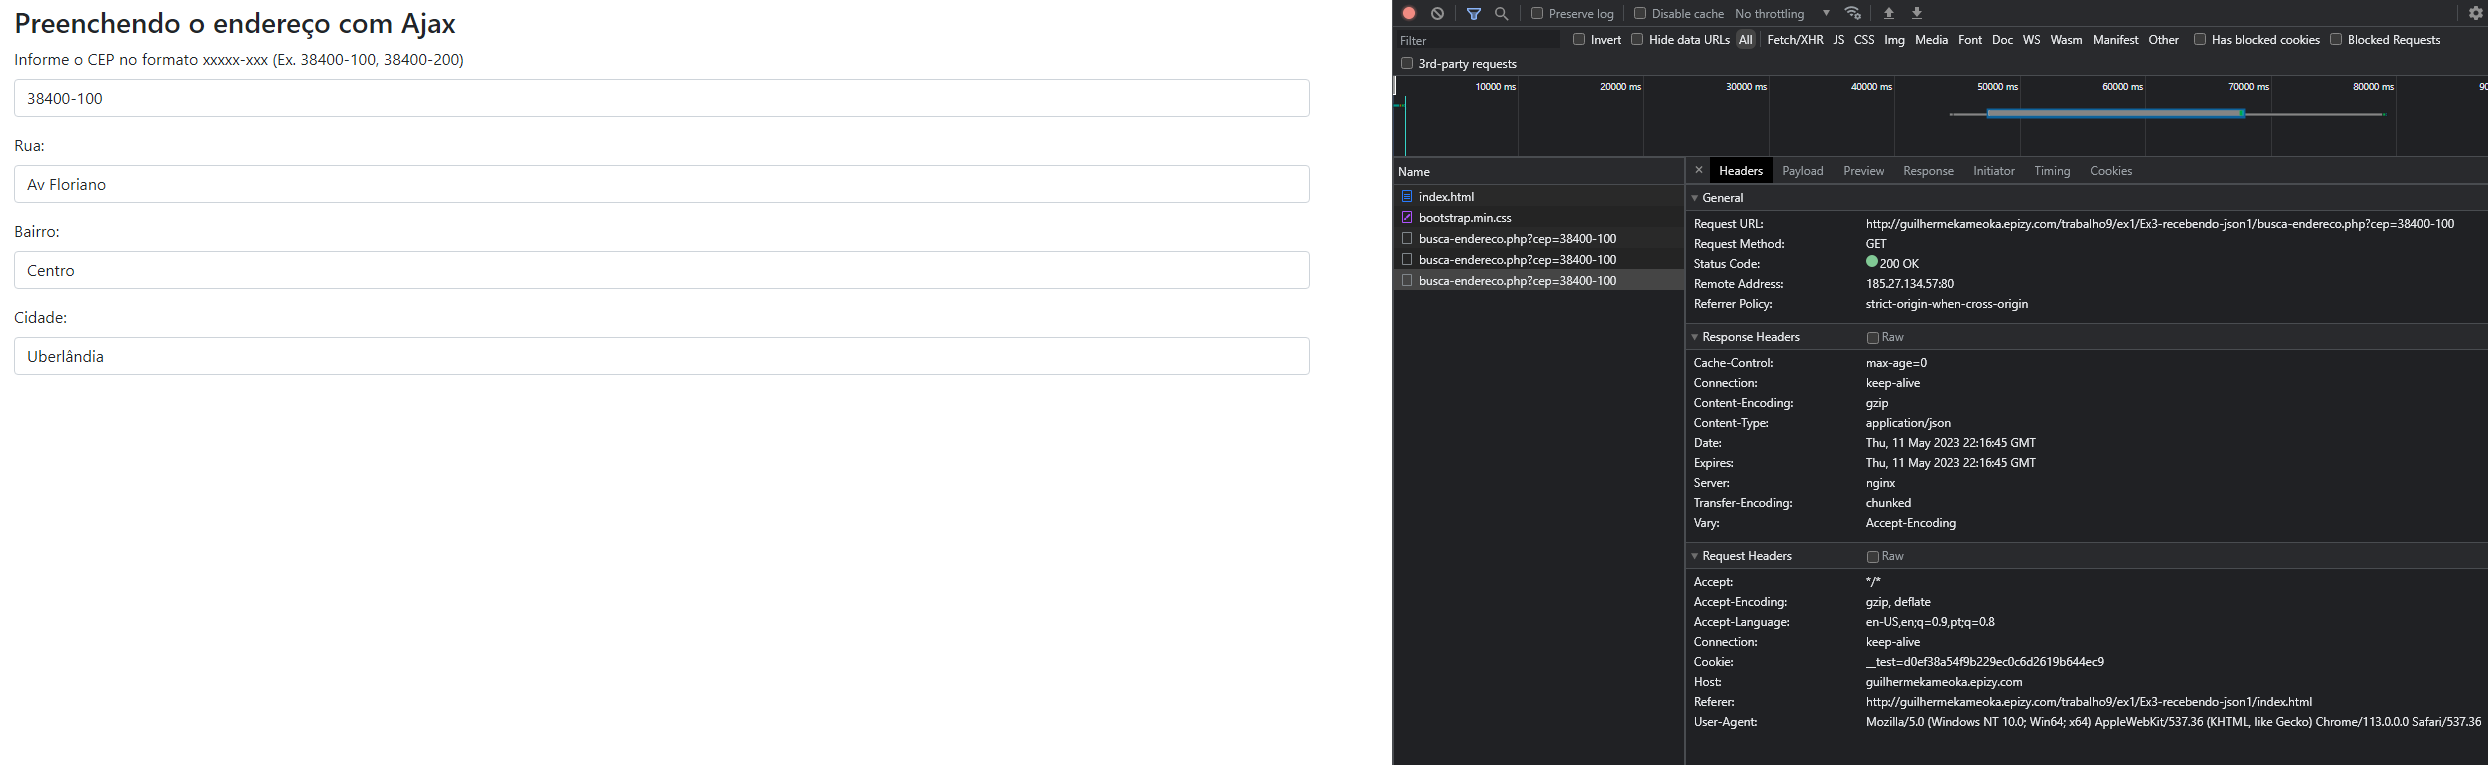 Preenchendo o endereço com Ajax
Informe o CEP no formato xxxxx-xxx (Ex. 38400-100, 38400-200)
38400-100
Rua:
Av Floriano
Bairro:
Centro
Cidade:
Uberlândia
Preserve log Disable cache No throttling
Filter Invert Hide data URLs All Fetch/XHR JS CSS Img Media Font Doc WS Wasm Manifest Other Has blocked cookies Blocked Requests
3rd-party requests
10000 ms 20000 ms 30000 ms 40000 ms 50000 ms 60000 ms 70000 ms 80000 ms 90
Name
index.html
bootstrap.min.css
busca-endereco.php?cep=38400-100
busca-endereco.php?cep=38400-100
busca-endereco.php?cep=38400-100
× Headers Payload Preview Response Initiator Timing Cookies
General
Request URL: http://guilhermekameoka.epizy.com/trabalho9/ex1/Ex3-recebendo-json1/busca-endereco.php?cep=38400-100
Request Method: GET
Status Code: 200 OK
Remote Address: 185.27.134.57:80
Referrer Policy: strict-origin-when-cross-origin
Response Headers Raw
Cache-Control: max-age=0
Connection: keep-alive
Content-Encoding: gzip
Content-Type: application/json
Date: Thu, 11 May 2023 22:16:45 GMT
Expires: Thu, 11 May 2023 22:16:45 GMT
Server: nginx
Transfer-Encoding: chunked
Vary: Accept-Encoding
Request Headers Raw
Accept: */*
Accept-Encoding: gzip, deflate
Accept-Language: en-US,en;q=0.9,pt;q=0.8
Connection: keep-alive
Cookie: __test=d0ef38a54f9b229ec0c6d2619b644ec9
Host: guilhermekameoka.epizy.com
Referer: http://guilhermekameoka.epizy.com/trabalho9/ex1/Ex3-recebendo-json1/index.html
User-Agent: Mozilla/5.0 (Windows NT 10.0; Win64; x64) AppleWebKit/537.36 (KHTML, like Gecko) Chrome/113.0.0.0 Safari/537.36